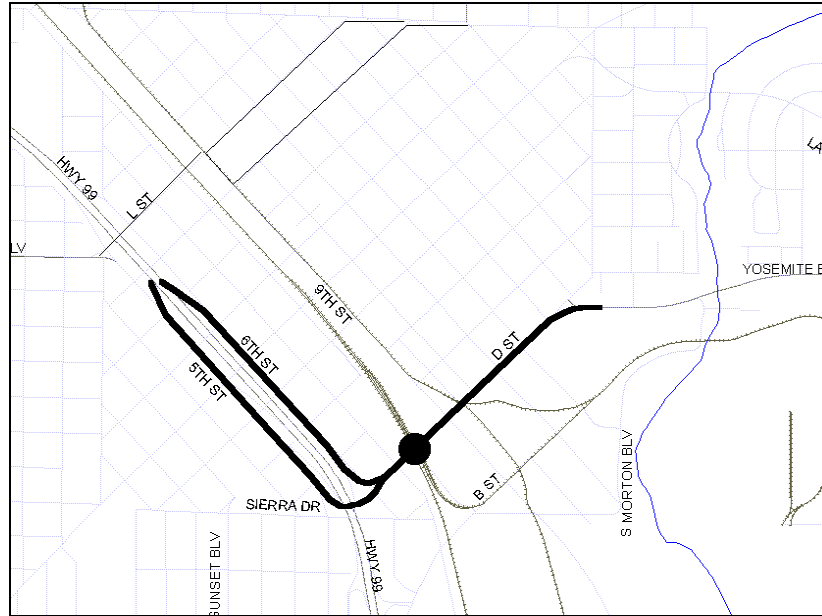 LA
HWY 99
L ST
LV
YOSEMITE B
9TH ST
6TH ST
D ST
5TH ST
B ST
SIERRA DR
S MORTON BLV
HWY 99
SUNSET BLV